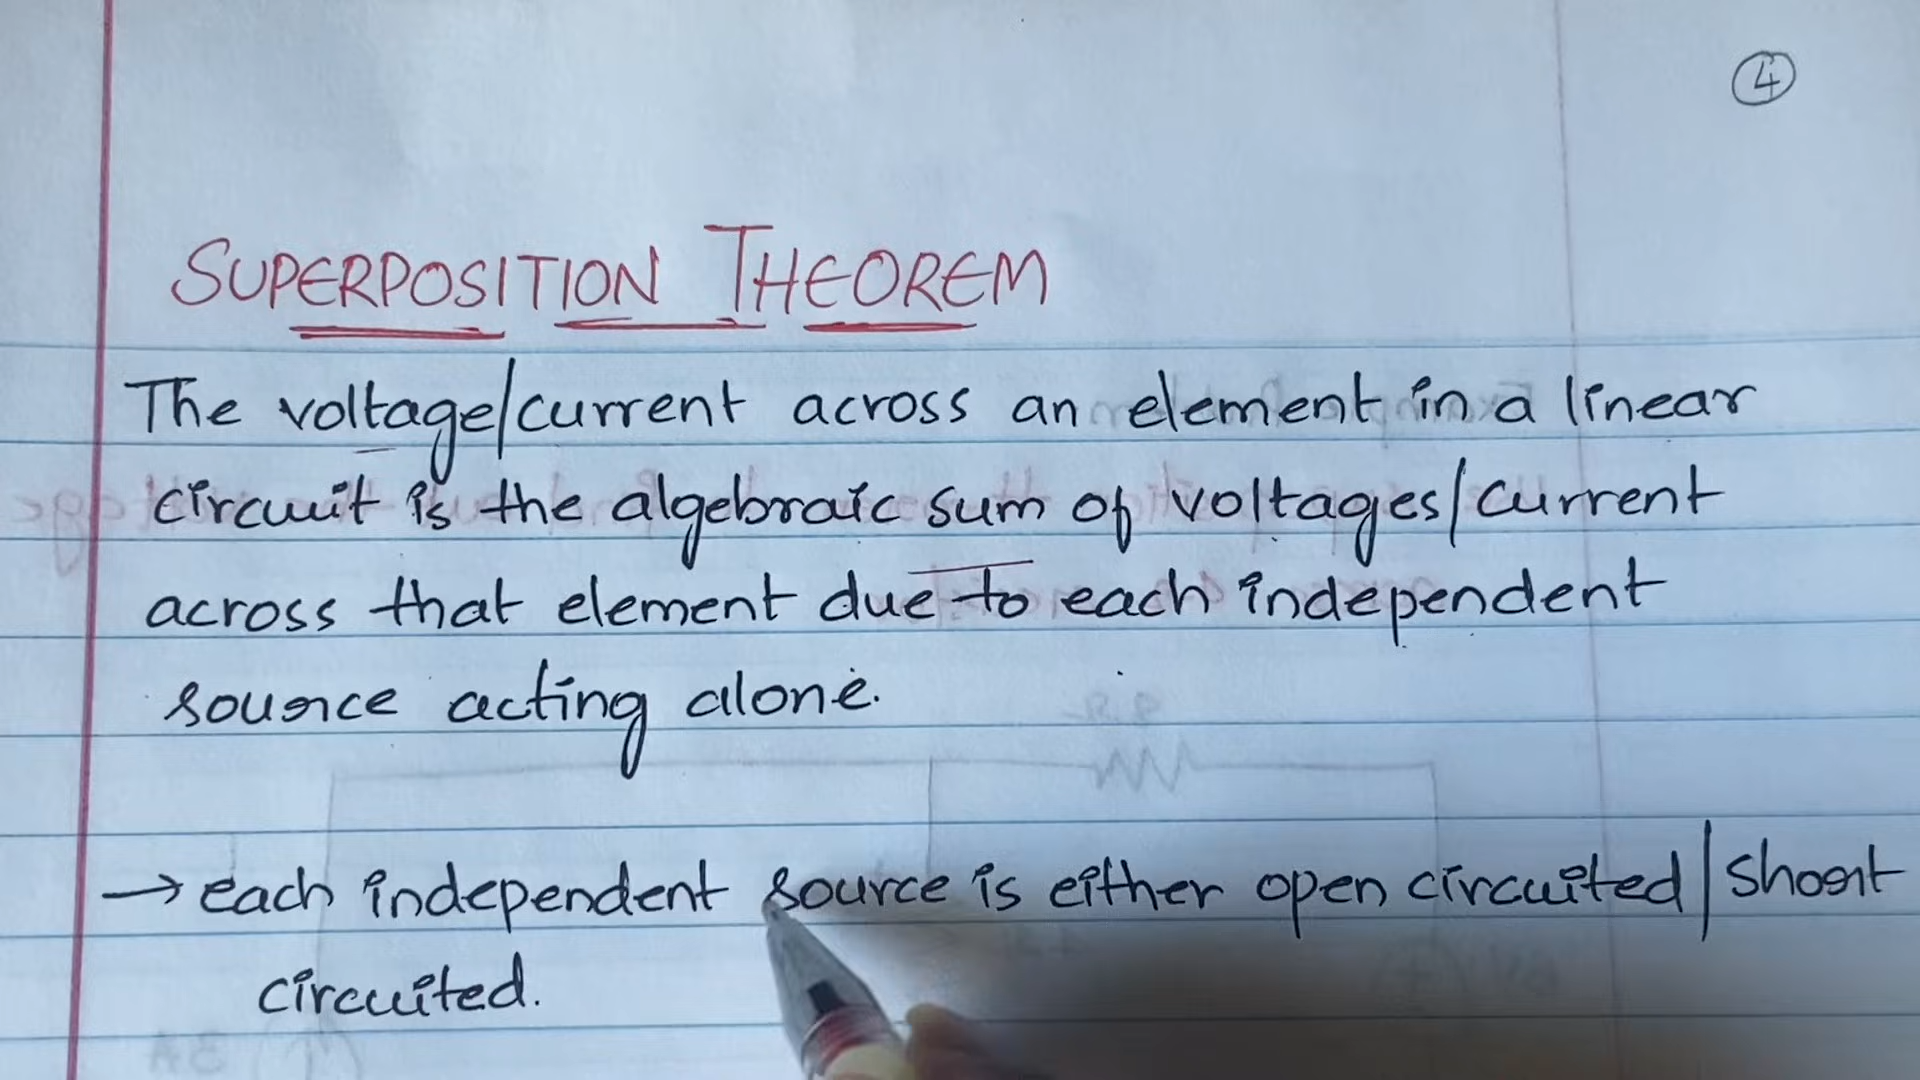 4
SUPERPOSITION THEOREM
The voltage/current across an element in a linear
circuit is the algebraic sum of voltages/current
across that element due to each independent
source acting alone.
→ each independent source is either open circuited/short
circuited.